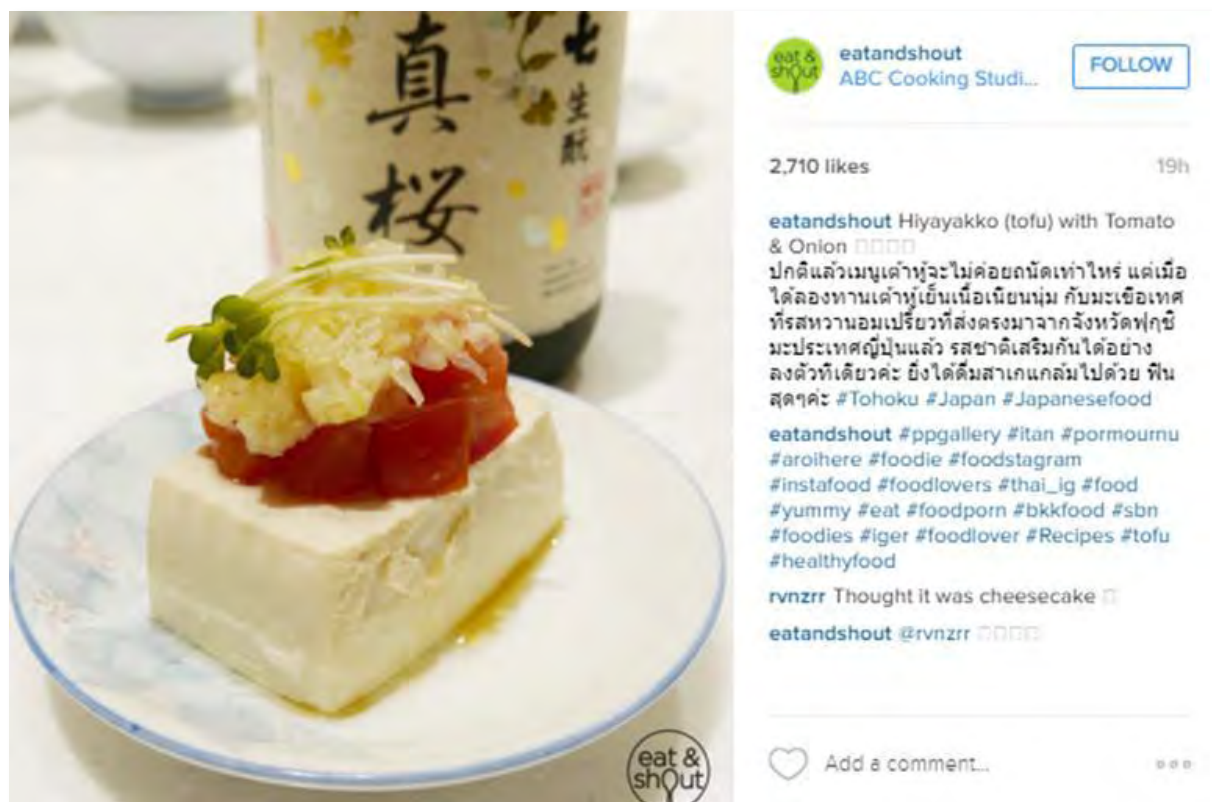 真桜
七
生酛
eat &
shout
eat &
shout
eatandshout
ABC Cooking Studi...
FOLLOW
2,710 likes
19h
eatandshout Hiyayakko (tofu) with Tomato
& Onion
ปกติแล้วเมนูเต้าหู้จะไม่ค่อยถนัดเท่าไหร่ แต่เมื่อ
ได้ลองทานเต้าหู้เย็นเนื้อเนียนนุ่ม กับมะเขือเทศ
ที่รสหวานอมเปรี้ยวที่ส่งตรงมาจากจังหวัดฟุกุชิ
มะประเทศญี่ปุ่นแล้ว รสชาติเสริมกันได้อย่าง
ลงตัวทีเดียวค่ะ ยิ่งได้ดื่มสาเกแกล้มไปด้วย ฟิน
สุดๆค่ะ #Tohoku #Japan #Japanesefood
eatandshout #ppgallery #itan #pormournu
#aroihere #foodie #foodstagram
#instafood #foodlovers #thai_ig #food
#yummy #eat #foodporn #bkkfood #sbn
#foodies #iger #foodlover #Recipes #tofu
#healthyfood
rvnzrr Thought it was cheesecake
eatandshout @rvnzrr
Add a comment...